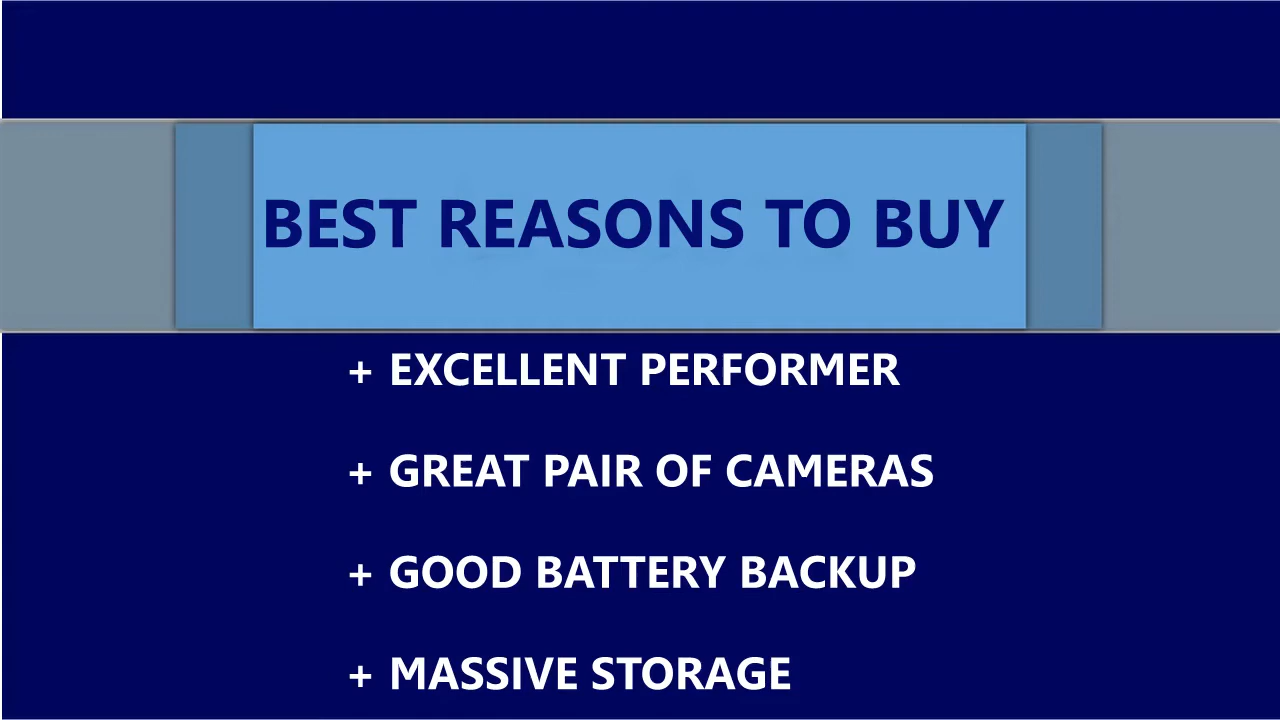 BEST REASONS TO BUY
+ EXCELLENT PERFORMER
+ GREAT PAIR OF CAMERAS
+ GOOD BATTERY BACKUP
+ MASSIVE STORAGE